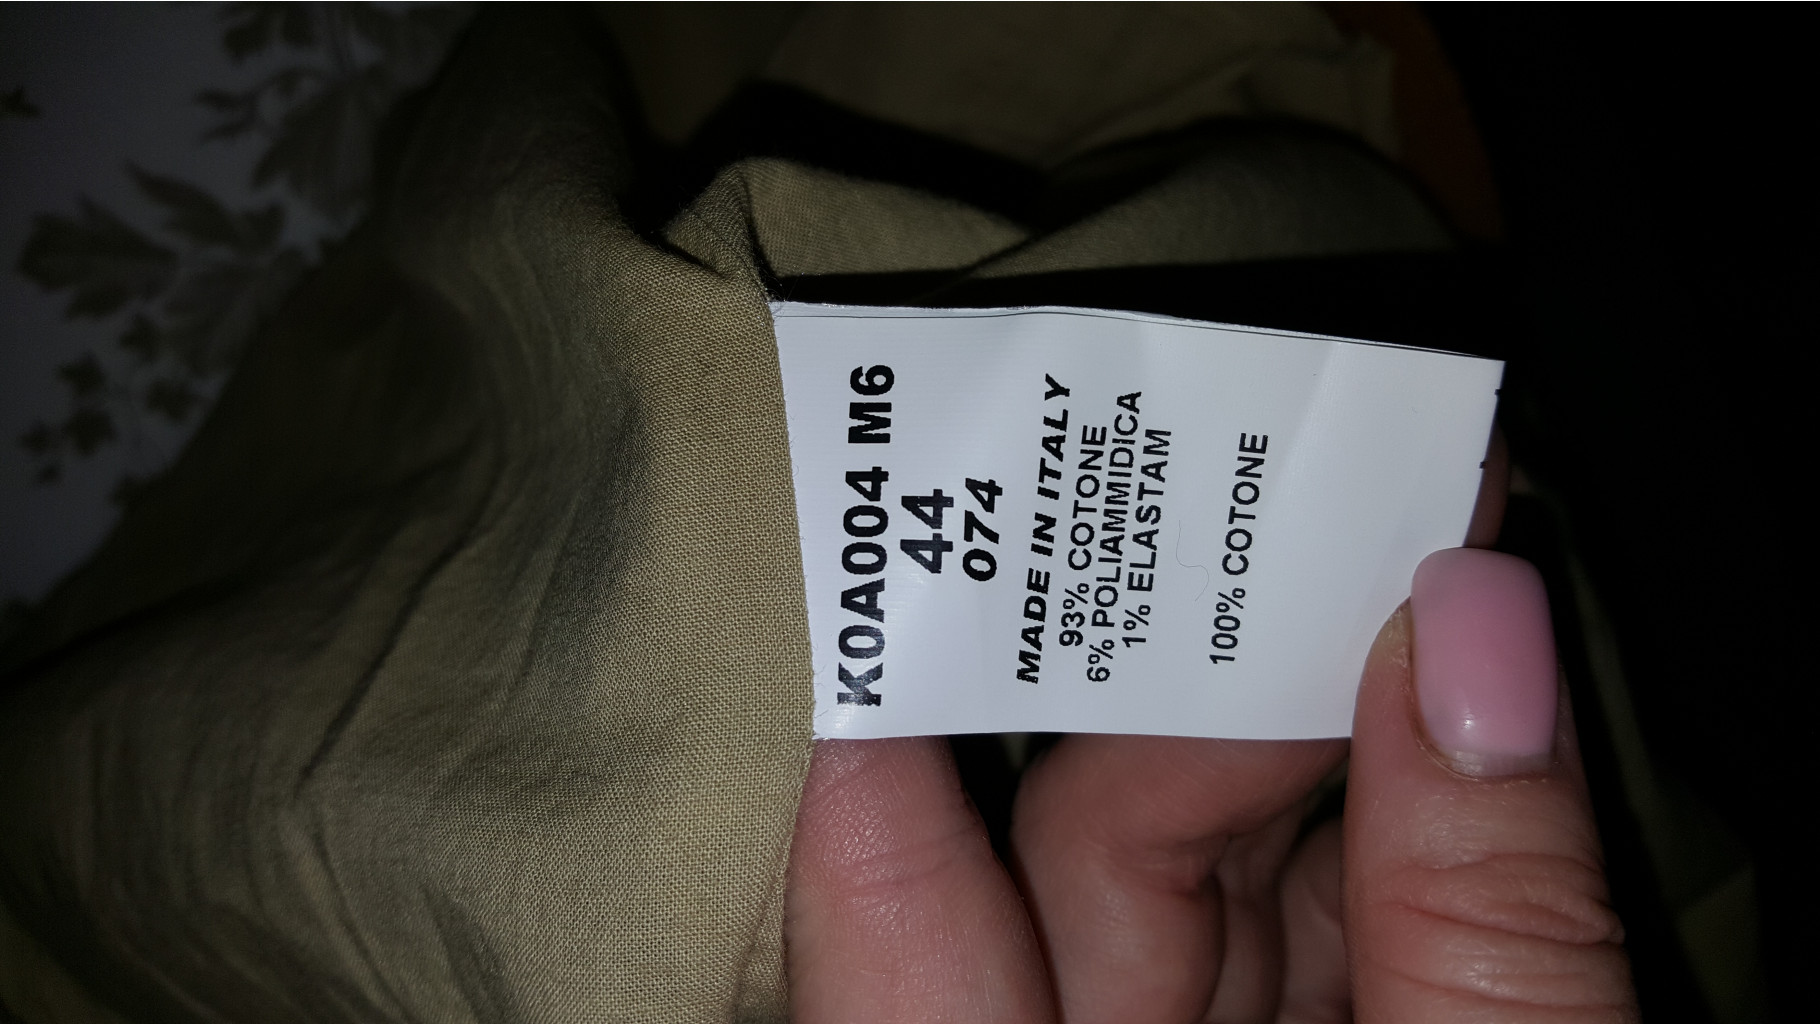 K0A004 M6
44
074
MADE IN ITALY
93% COTONE
6% POLIAMMIDICA
1% ELASTAM
100% COTONE